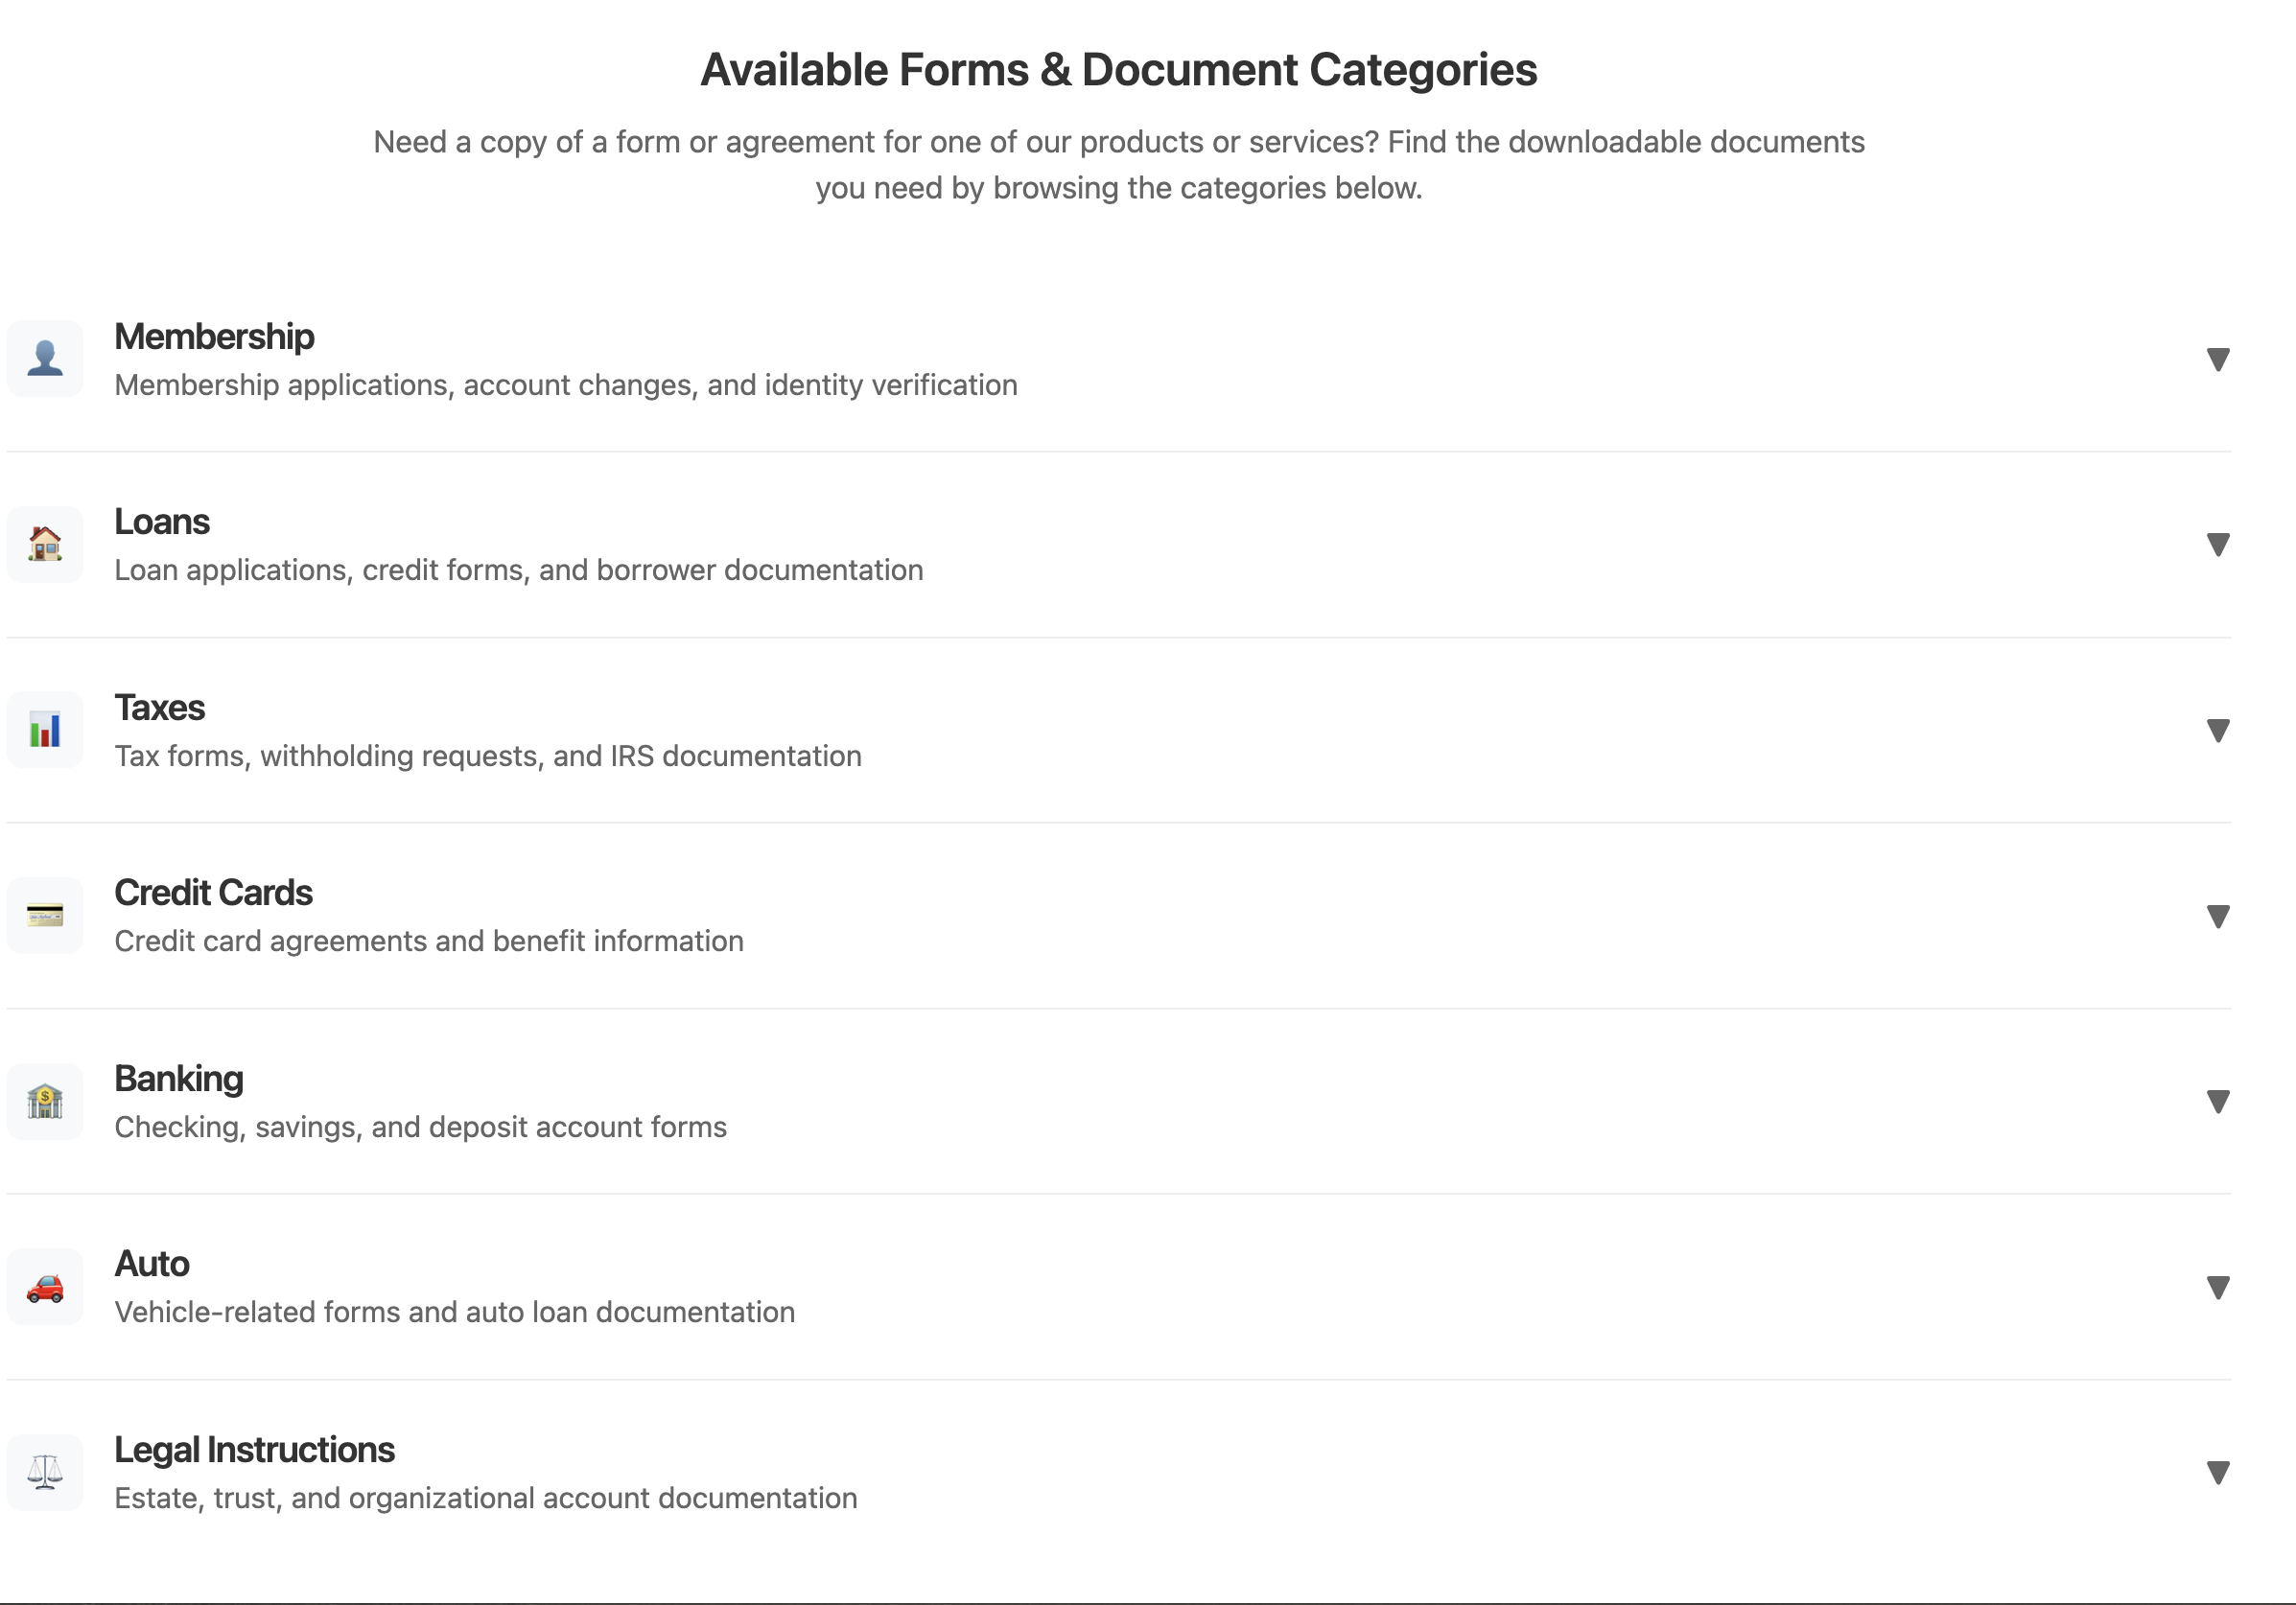 Available Forms & Document Categories
Need a copy of a form or agreement for one of our products or services? Find the downloadable documents
you need by browsing the categories below.
Membership
Membership applications, account changes, and identity verification
Loans
Loan applications, credit forms, and borrower documentation
Taxes
Tax forms, withholding requests, and IRS documentation
Credit Cards
Credit card agreements and benefit information
Banking
Checking, savings, and deposit account forms
Auto
Vehicle-related forms and auto loan documentation
Legal Instructions
Estate, trust, and organizational account documentation